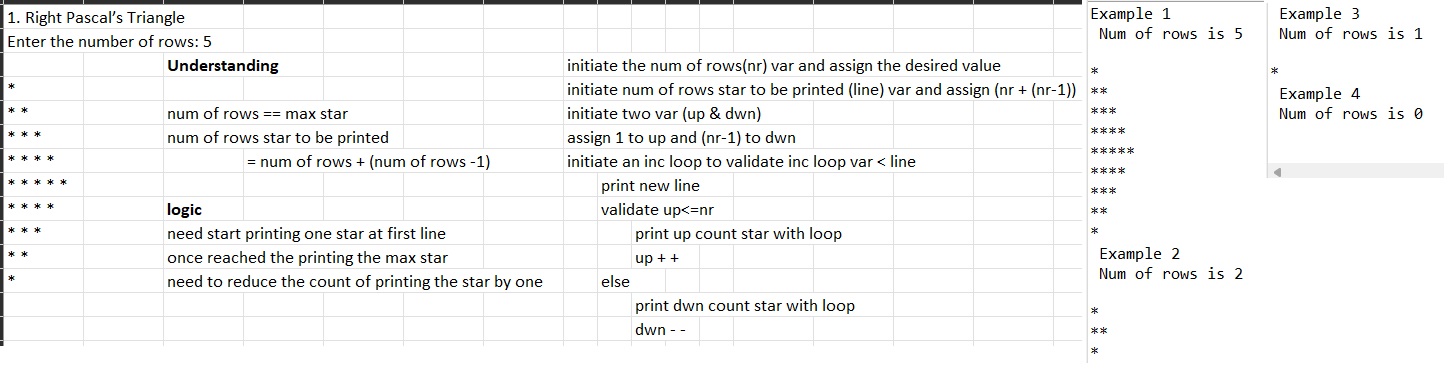 1. Right Pascal's Triangle
Enter the number of rows: 5
Understanding
initiate the num of rows(nr) var and assign the desired value
*
initiate num of rows star to be printed (line) var and assign (nr + (nr-1))
* *
num of rows == max star
initiate two var (up & dwn)
* * *
num of rows star to be printed
assign 1 to up and (nr-1) to dwn
* * * *
= num of rows + (num of rows -1)
initiate an inc loop to validate inc loop var < line
* * * * *
print new line
* * * *
logic
validate up<=nr
* * *
need start printing one star at first line
print up count star with loop
* *
once reached the printing the max star
up + +
*
need to reduce the count of printing the star by one
else
print dwn count star with loop
dwn - -
Example 1
Num of rows is 5
*
**
***
****
*****
****
***
**
*
Example 2
Num of rows is 2
*
**
*
Example 3
Num of rows is 1
*
Example 4
Num of rows is 0